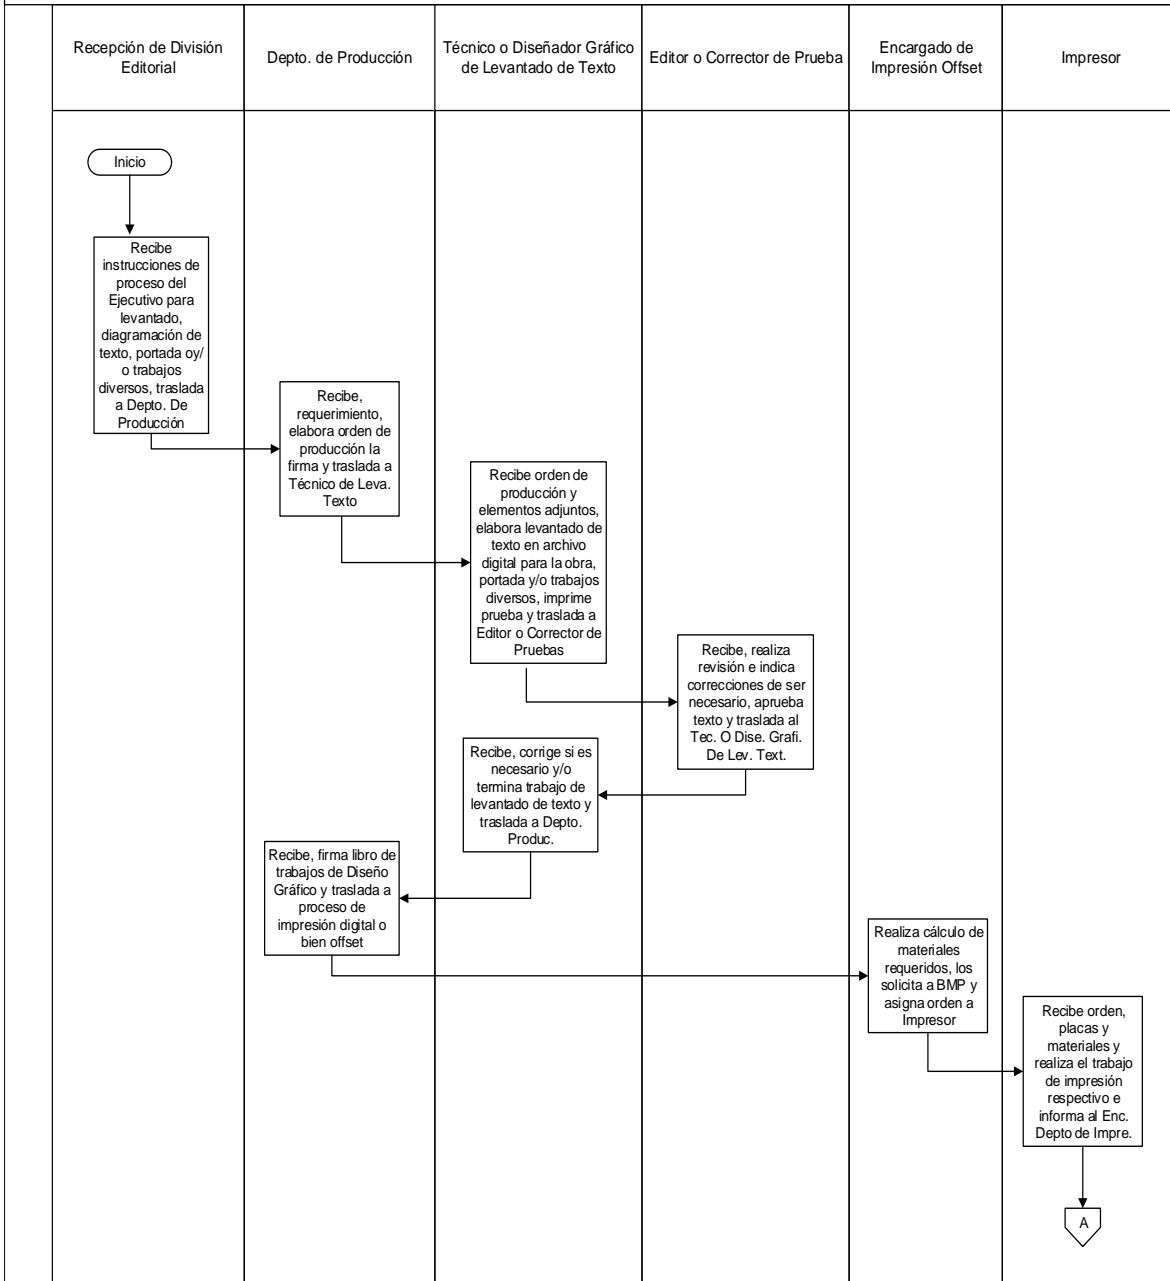 Recepción de División
Editorial
Depto. de Producción
Técnico o Diseñador Gráfico
de Levantado de Texto
Editor o Corrector de Prueba
Encargado de
Impresión Offset
Impresor
Inicio
Recibe
instrucciones de
proceso del
Ejecutivo para
levantado,
diagramación de
texto, portada oy/
o trabajos
diversos, traslada
a Depto. De
Producción
Recibe,
requerimiento,
elabora orden de
producción la
firma y traslada a
Técnico de Leva.
Texto
Recibe orden de
producción y
elementos adjuntos,
elabora levantado de
texto en archivo
digital para la obra,
portada y/o trabajos
diversos, imprime
prueba y traslada a
Editor o Corrector de
Pruebas
Recibe, realiza
revisión e indica
correcciones de ser
necesario, aprueba
texto y traslada al
Tec. O Dise. Grafi.
De Lev. Text.
Recibe, corrige si es
necesario y/o
termina trabajo de
levantado de texto y
traslada a Depto.
Produc.
Recibe, firma libro de
trabajos de Diseño
Gráfico y traslada a
proceso de
impresión digital o
bien offset
Realiza cálculo de
materiales
requeridos, los
solicita a BMP y
asigna orden a
Impresor
Recibe orden,
placas y
materiales y
realiza el trabajo
de impresión
respectivo e
informa al Enc.
Depto de Impre.
A